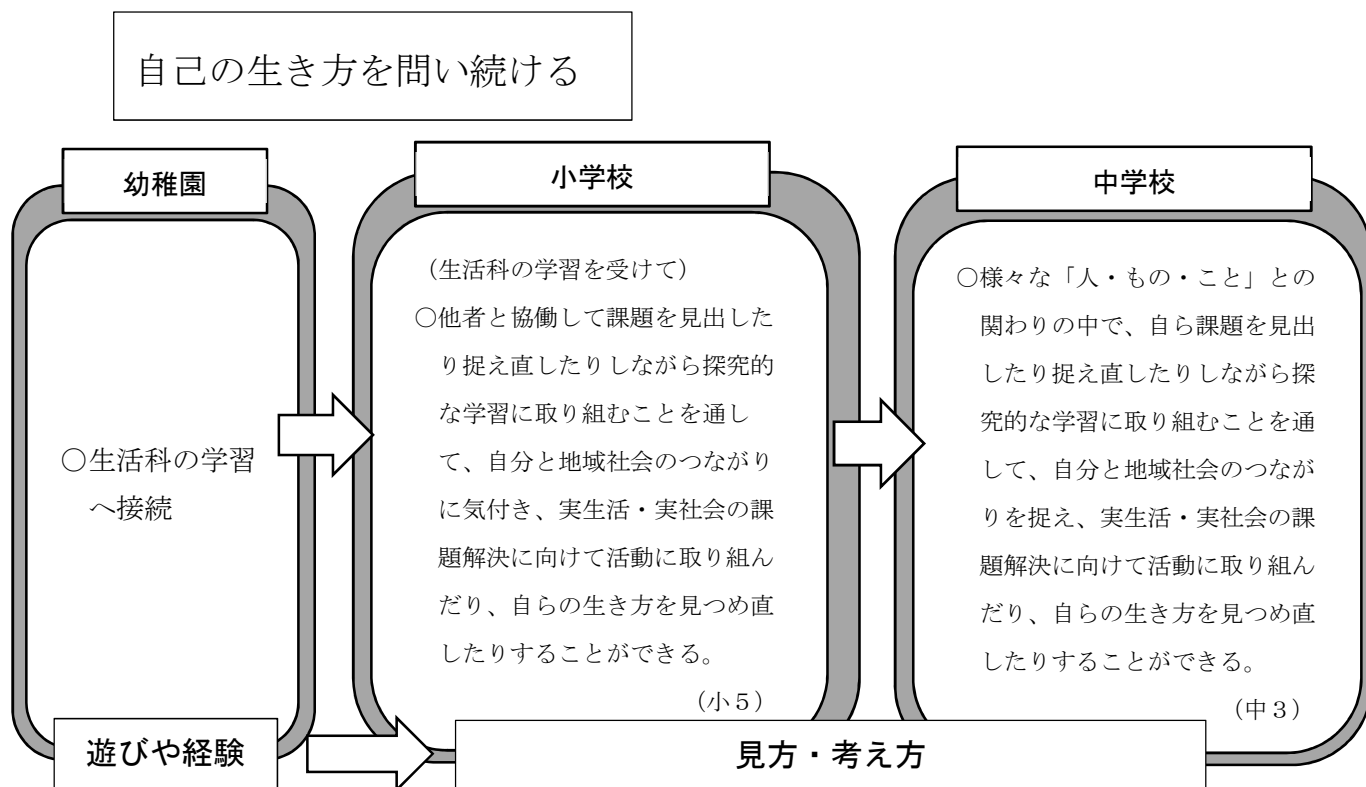 自己の生き方を問い続ける
幼稚園
○生活科の学習
へ接続
遊びや経験
小学校
（生活科の学習を受けて）
○他者と協働して課題を見出した
り捉え直したりしながら探究的
な学習に取り組むことを通し
て、自分と地域社会のつながり
に気付き、実生活・実社会の課
題解決に向けて活動に取り組ん
だり、自らの生き方を見つめ直
したりすることができる。
（小５）
中学校
○様々な「人・もの・こと」との
関わりの中で、自ら課題を見出
したり捉え直したりしながら探
究的な学習に取り組むことを通
して、自分と地域社会のつなが
りを捉え、実生活・実社会の課
題解決に向けて活動に取り組ん
だり、自らの生き方を見つめ直
したりすることができる。
（中３）
見方・考え方